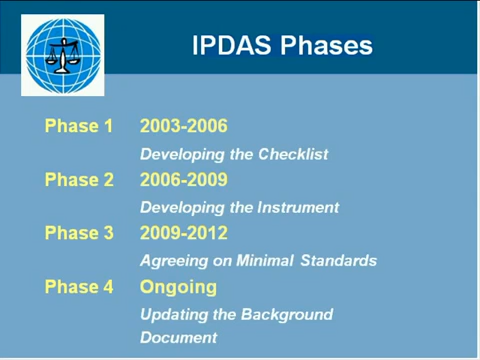 IPDAS Phases
Phase 1 2003-2006
Developing the Checklist
Phase 2 2006-2009
Developing the Instrument
Phase 3 2009-2012
Agreeing on Minimal Standards
Phase 4 Ongoing
Updating the Background
Document